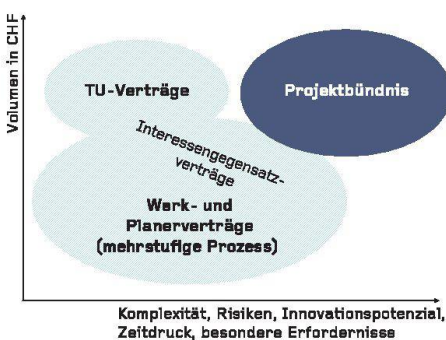 Volumen in CHF
TU-Verträge
Projektbündnis
Interessengegensatz-
verträge
Werk- und
Planerverträge
(mehrstufige Prozess)
Komplexität, Risiken, Innovationspotenzial,
Zeitdruck, besondere Erfordernisse